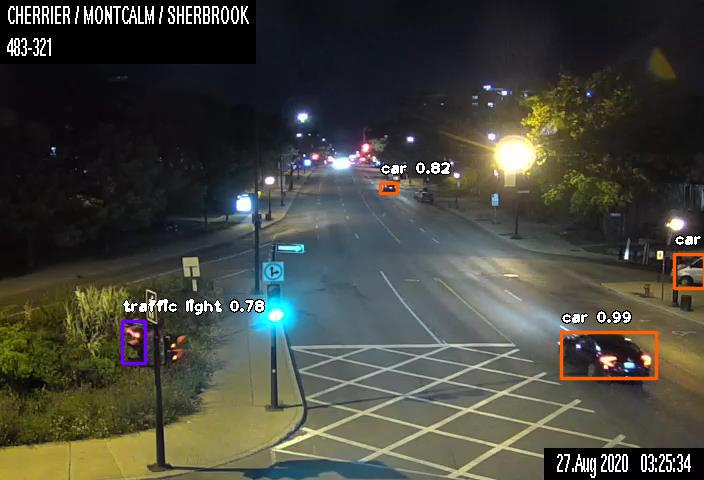 CHERRIER / MONTCALM / SHERBROOK
483-321
car 0.82
car
traffic light 0.78
car 0.99
27.Aug 2020 03:25:34